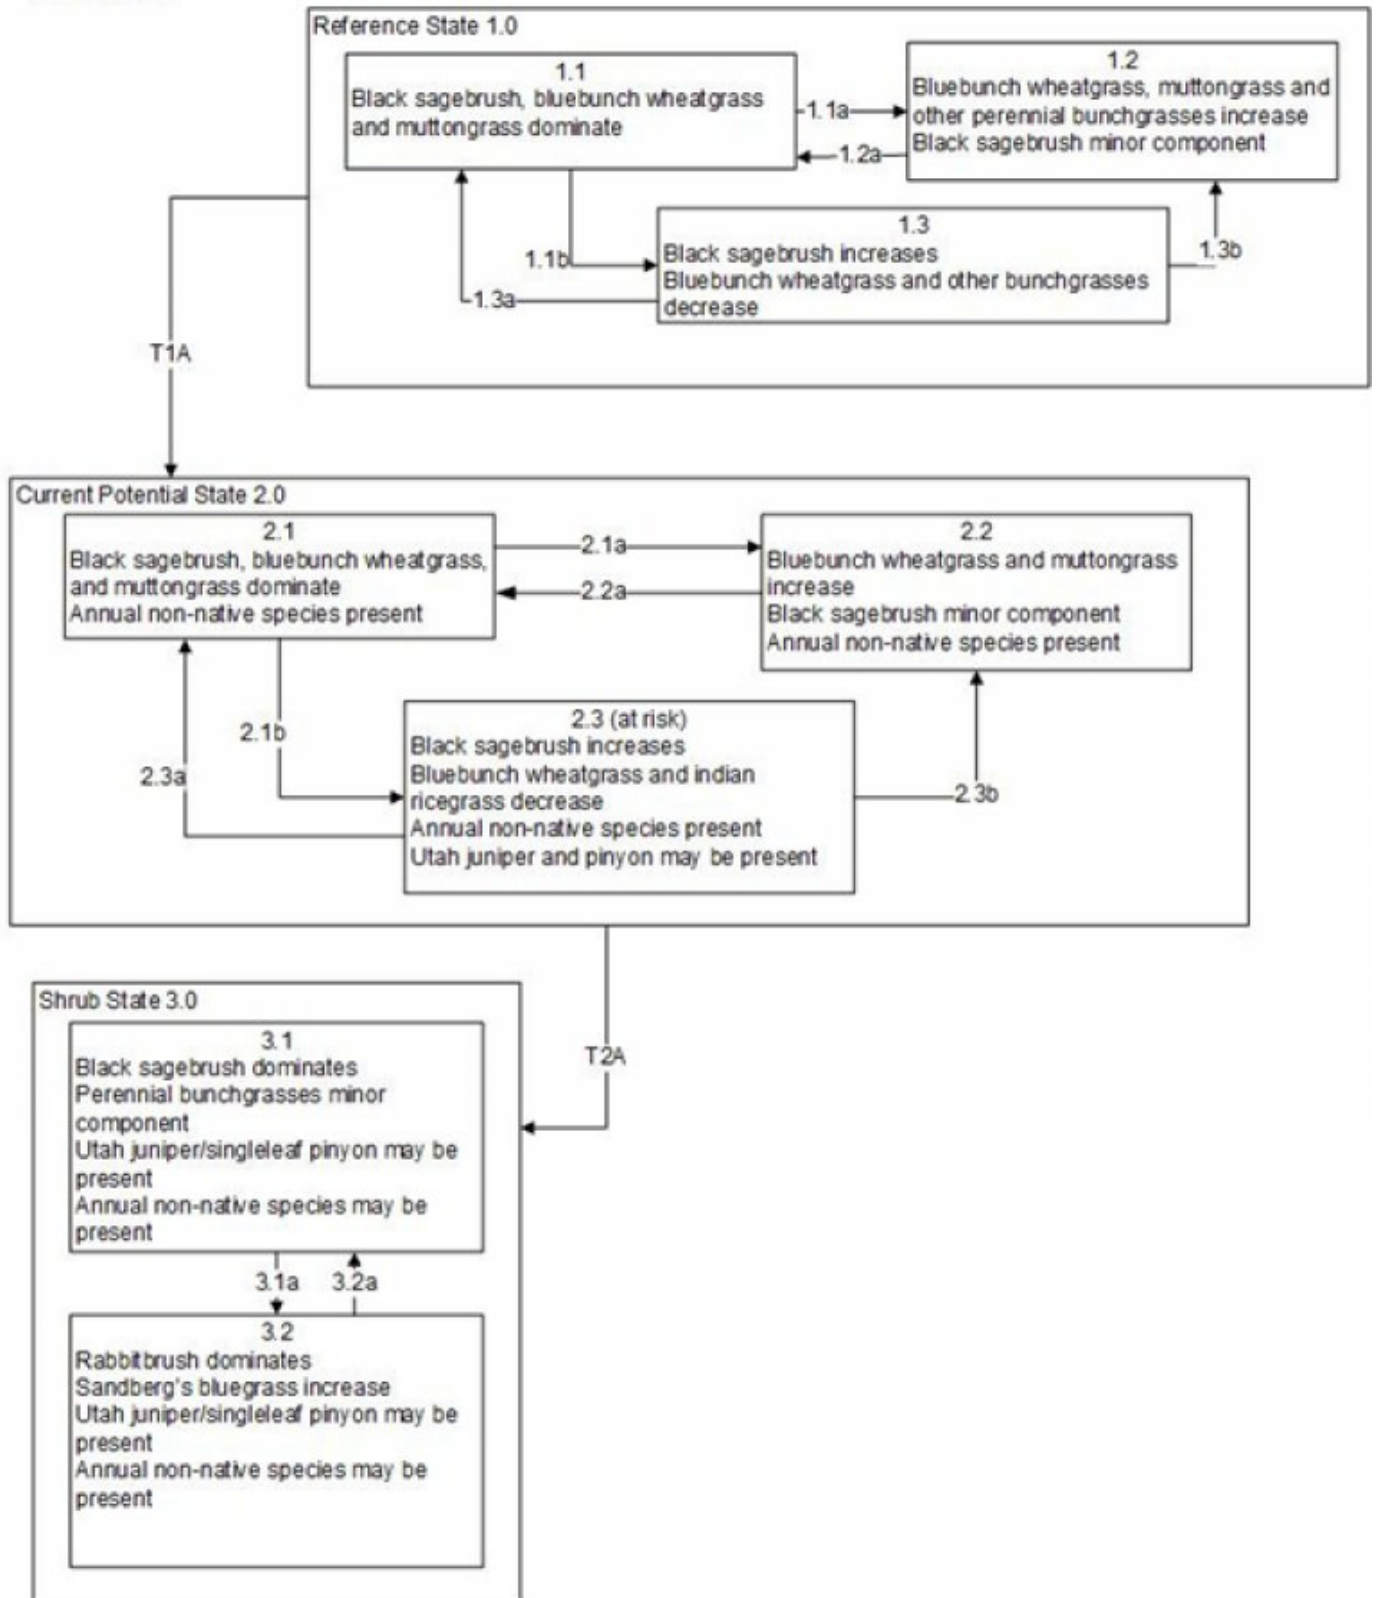 Reference State 1.0
1.1
Black sagebrush, bluebunch wheatgrass
and muttongrass dominate
1.1a
1.2a
1.2
Bluebunch wheatgrass, muttongrass and
other perennial bunchgrasses increase
Black sagebrush minor component
1.1b
1.3a
1.3
Black sagebrush increases
Bluebunch wheatgrass and other bunchgrasses
decrease
1.3b
T1A
Current Potential State 2.0
2.1
Black sagebrush, bluebunch wheatgrass,
and muttongrass dominate
Annual non-native species present
2.1a
2.2a
2.2
Bluebunch wheatgrass and muttongrass
increase
Black sagebrush minor component
Annual non-native species present
2.1b
2.3a
2.3 (at risk)
Black sagebrush increases
Bluebunch wheatgrass and indian
ricegrass decrease
Annual non-native species present
Utah juniper and pinyon may be present
2.3b
T2A
Shrub State 3.0
3.1
Black sagebrush dominates
Perennial bunchgrasses minor
component
Utah juniper/singleleaf pinyon may be
present
Annual non-native species may be
present
3.1a
3.2a
3.2
Rabbitbrush dominates
Sandberg's bluegrass increase
Utah juniper/singleleaf pinyon may be
present
Annual non-native species may be
present